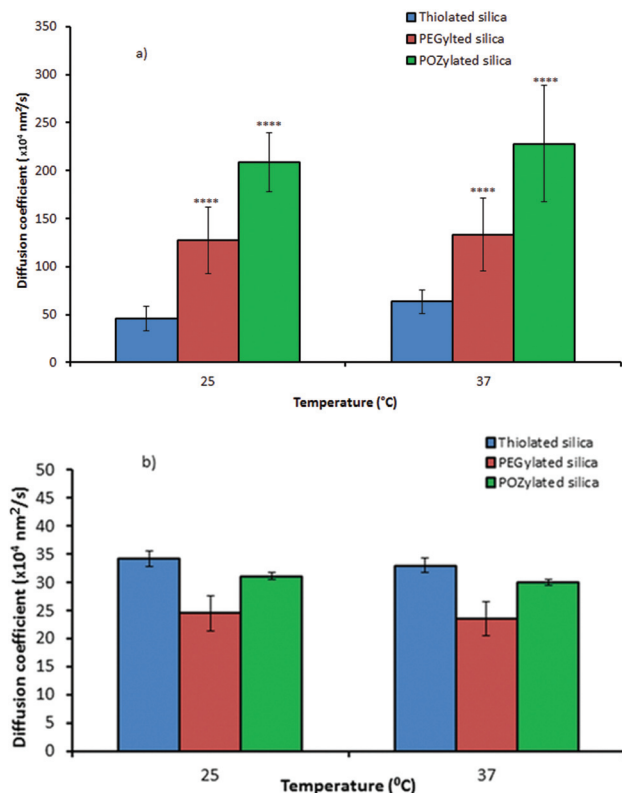 a)
Thiolated silica
PEGylted silica
POZylated silica
Diffusion coefficient (x10⁴ nm²/s)
350
300
250
200
150
100
50
0
****
****
****
****
25
37
Temperature (°C)
b)
Thiolated silica
PEGylated silica
POZylated silica
Diffusion coefficient (x10⁴ nm²/s)
50
45
40
35
30
25
20
15
10
5
0
25
37
Temperature (⁰C)